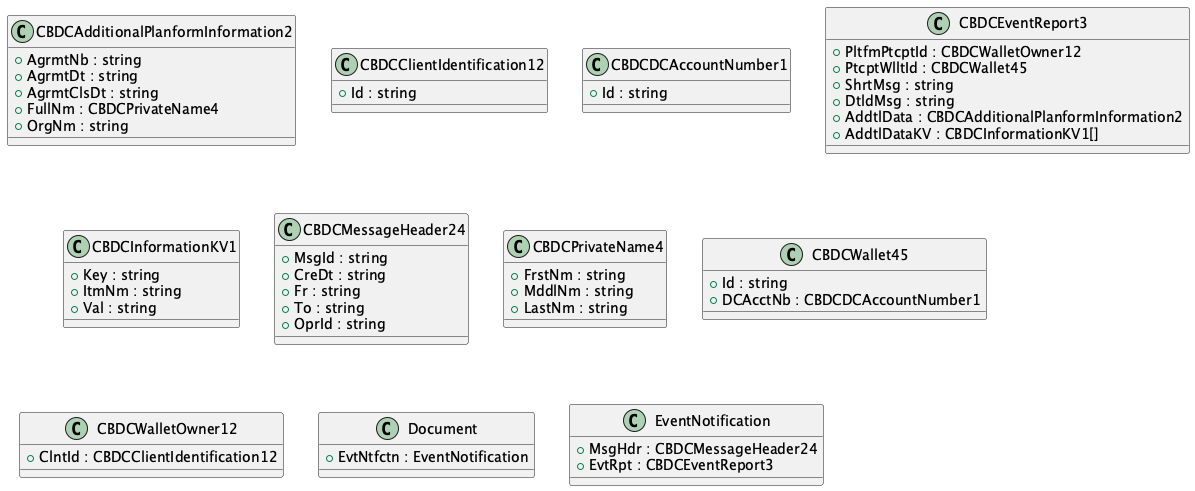 C CBDCAdditionalPlanformInformation2
AgrmtNb : string
AgrmtDt : string
AgrmtClsDt : string
FullNm : CBDCPrivateName4
OrgNm : string
C CBDCClientIdentification12
Id : string
C CBDCDCAccountNumber1
Id : string
C CBDCEventReport3
PltfmPtcptId : CBDCWalletOwner12
PtcptWlltId : CBDCWallet45
ShrtMsg : string
DtldMsg : string
AddtlData : CBDCAdditionalPlanformInformation2
AddtlDataKV : CBDCInformationKV1[]
C CBDCInformationKV1
Key : string
ItmNm : string
Val : string
C CBDCMessageHeader24
MsgId : string
CreDt : string
Fr : string
To : string
OprId : string
C CBDCPrivateName4
FrstNm : string
MddlNm : string
LastNm : string
C CBDCWallet45
Id : string
DCAcctNb : CBDCDCAccountNumber1
C CBDCWalletOwner12
ClntId : CBDCClientIdentification12
C Document
EvtNtfctn : EventNotification
C EventNotification
MsgHdr : CBDCMessageHeader24
EvtRpt : CBDCEventReport3